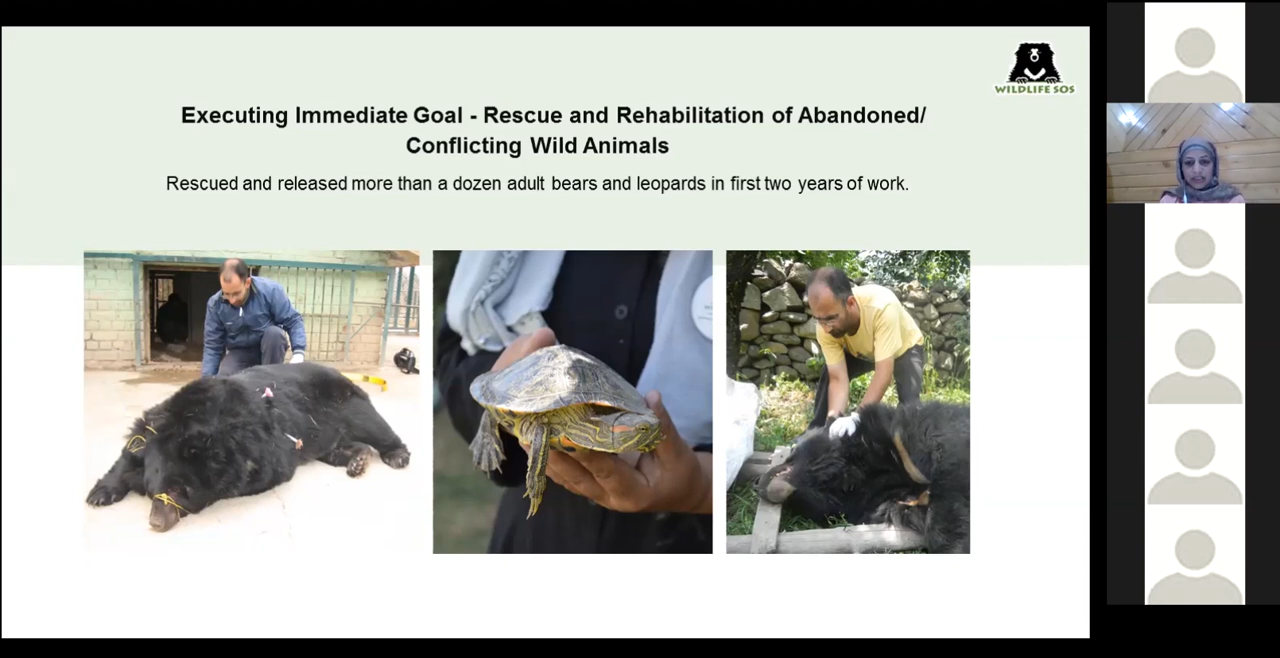 WILDLIFE SOS
Executing Immediate Goal - Rescue and Rehabilitation of Abandoned/
Conflicting Wild Animals
Rescued and released more than a dozen adult bears and leopards in first two years of work.